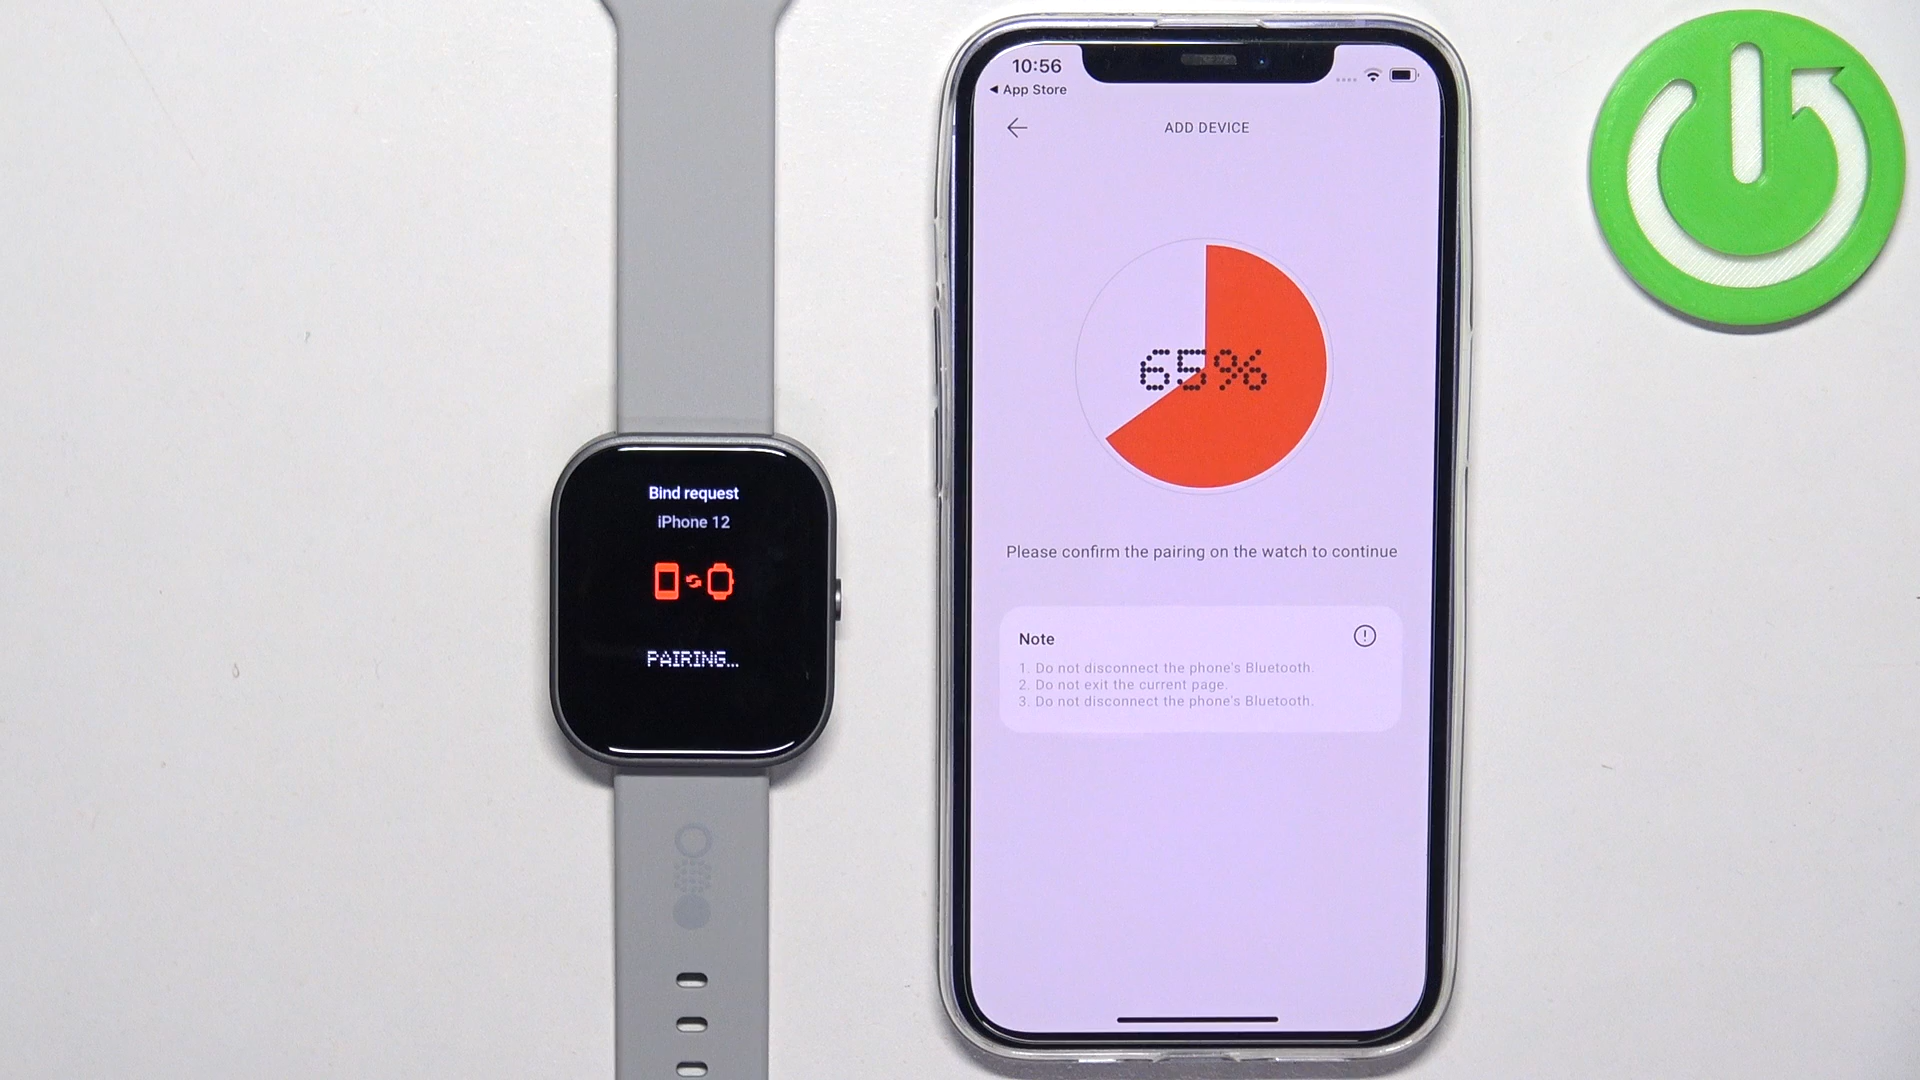 Bind request
iPhone 12
PAIRING...
10:56
◀ App Store
ADD DEVICE
65%
Please confirm the pairing on the watch to continue
Note
1. Do not disconnect the phone's Bluetooth.
2. Do not exit the current page.
3. Do not disconnect the phone's Bluetooth.